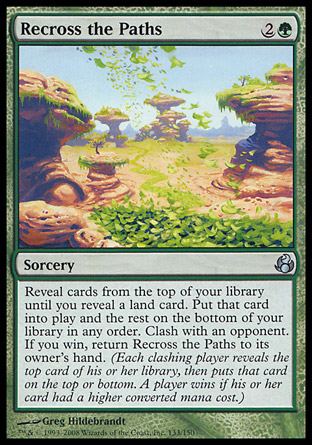 Recross the Paths 2
Sorcery
Reveal cards from the top of your library
until you reveal a land card. Put that card
into play and the rest on the bottom of your
library in any order. Clash with an opponent.
If you win, return Recross the Paths to its
owner's hand. (Each clashing player reveals the
top card of his or her library, then puts that
card on the top or bottom. A player wins if his or
her card had a higher converted mana cost.)
Greg Hildebrandt
™ & © 1993-2008 Wizards of the Coast, Inc. 133/150